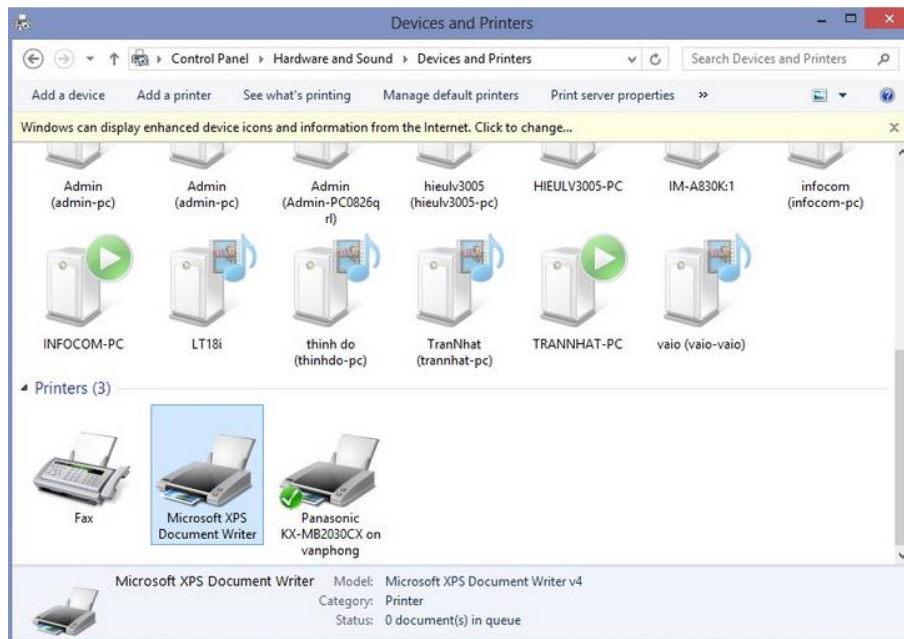 Devices and Printers
Control Panel Hardware and Sound Devices and Printers Search Devices and Printers
Add a device Add a printer See what's printing Manage default printers Print server properties »
Windows can display enhanced device icons and information from the Internet. Click to change...
Admin Admin Admin hieulv3005 HIEULV3005-PC IM-A830K:1 infocom
(admin-pc) (admin-pc) (Admin-PC0826q (hieulv3005-pc) (infocom-pc)
rl)
INFOCOM-PC LT18i thinh do TranNhat TRANNHAT-PC vaio (vaio-vaio)
(thinhdo-pc) (trannhat-pc)
Printers (3)
Fax Microsoft XPS Panasonic
Document Writer KX-MB2030CX on
vanphong
Microsoft XPS Document Writer Model: Microsoft XPS Document Writer v4
Category: Printer
Status: 0 document(s) in queue